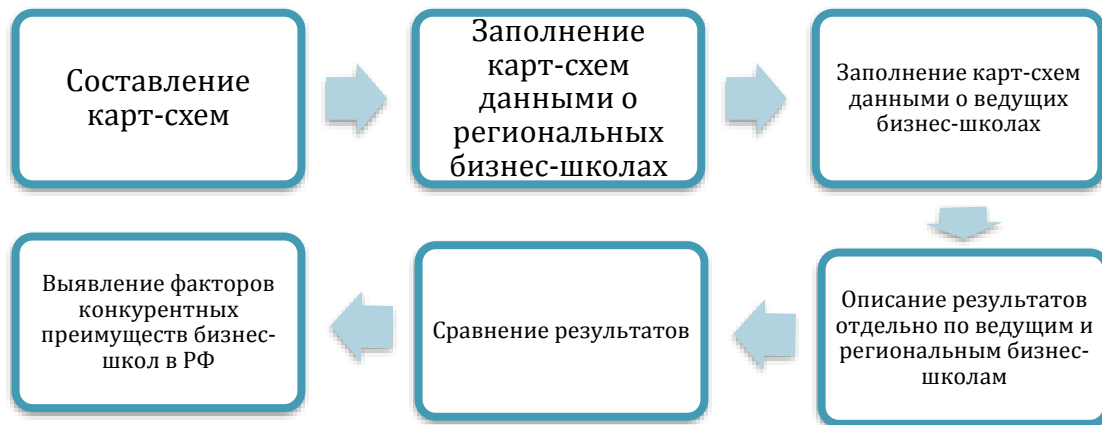 Составление
карт-схем
Заполнение
карт-схем
данными о
региональных
бизнес-школах
Заполнение карт-схем
данными о ведущих
бизнес-школах
Описание результатов
отдельно по ведущим и
региональным бизнес-
школам
Сравнение результатов
Выявление факторов
конкурентных
преимуществ бизнес-
школ в РФ